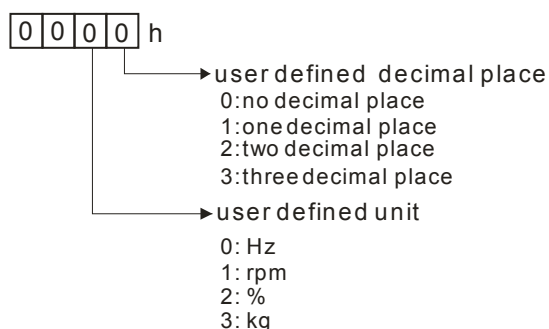 0 0 0 0 h
user defined decimal place
0:no decimal place
1:one decimal place
2:two decimal place
3:three decimal place
user defined unit
0: Hz
1: rpm
2: %
3: kg